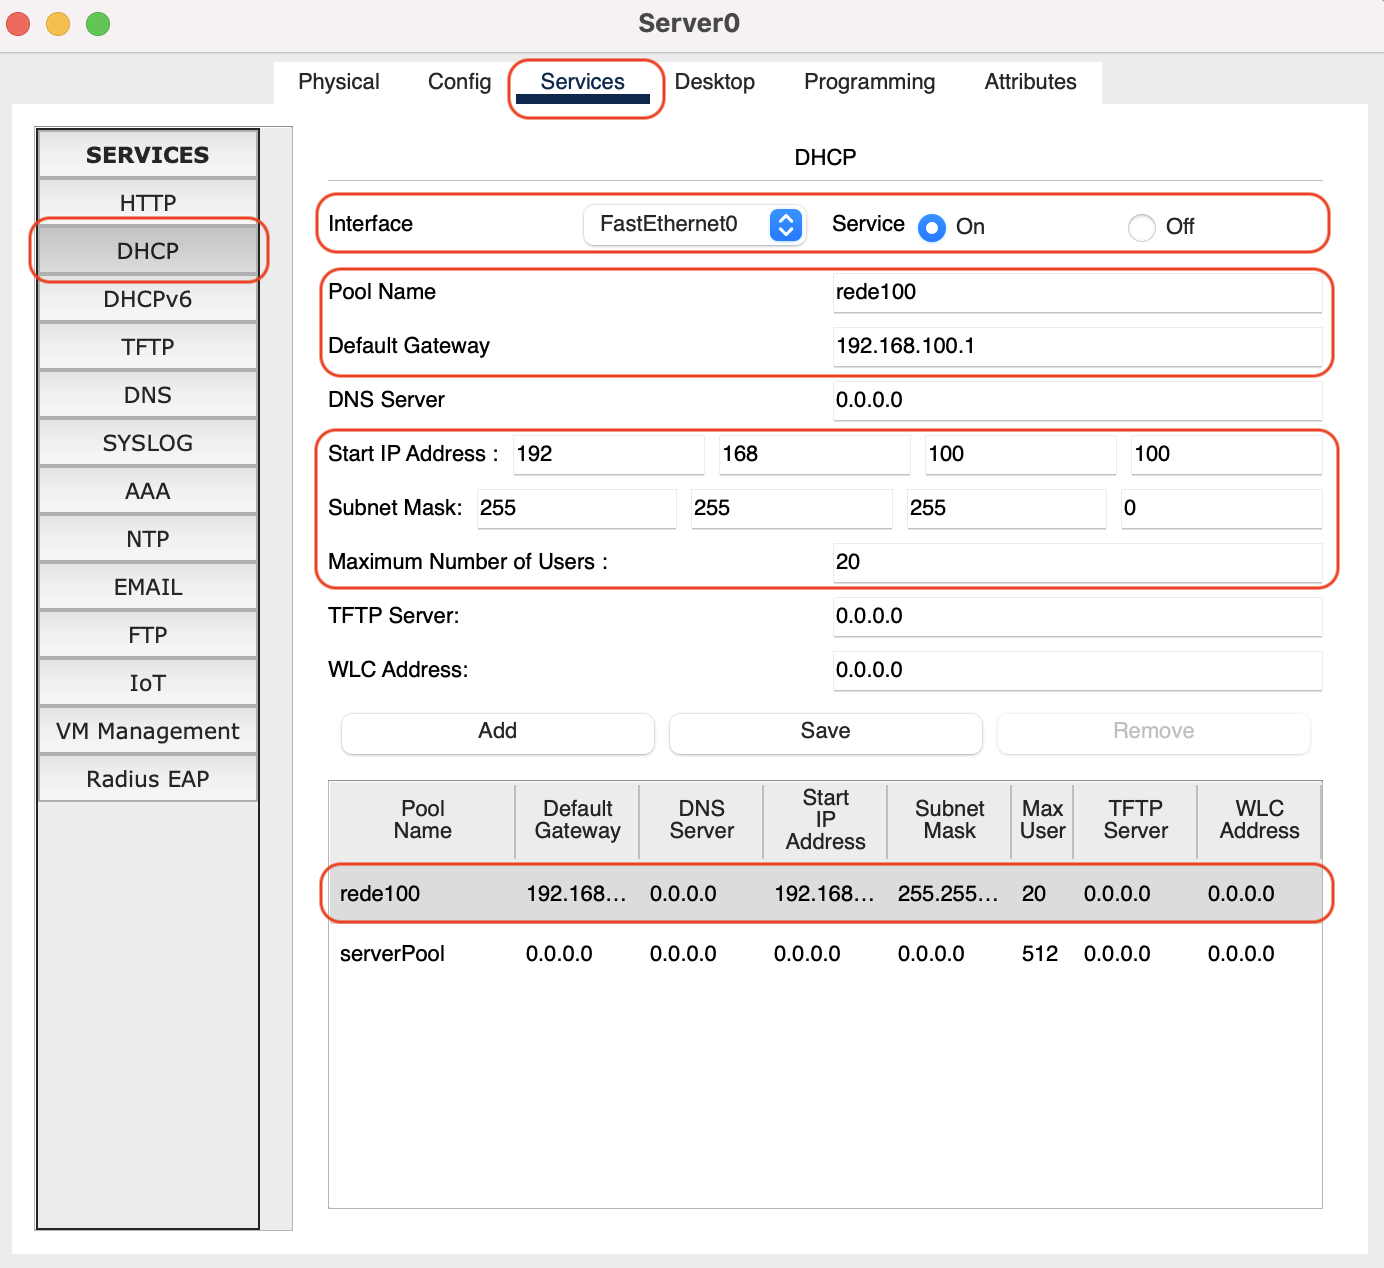 Server0
Physical Config Services Desktop Programming Attributes
SERVICES
HTTP
DHCP
DHCPv6
TFTP
DNS
SYSLOG
AAA
NTP
EMAIL
FTP
IoT
VM Management
Radius EAP
DHCP
Interface FastEthernet0 Service On Off
Pool Name rede100
Default Gateway 192.168.100.1
DNS Server 0.0.0.0
Start IP Address : 192 168 100 100
Subnet Mask: 255 255 255 0
Maximum Number of Users : 20
TFTP Server: 0.0.0.0
WLC Address: 0.0.0.0
Add Save Remove
Pool Name Default Gateway DNS Server Start IP Address Subnet Mask Max User TFTP Server WLC Address
rede100 192.168... 0.0.0.0 192.168... 255.255... 20 0.0.0.0 0.0.0.0
serverPool 0.0.0.0 0.0.0.0 0.0.0.0 0.0.0.0 512 0.0.0.0 0.0.0.0